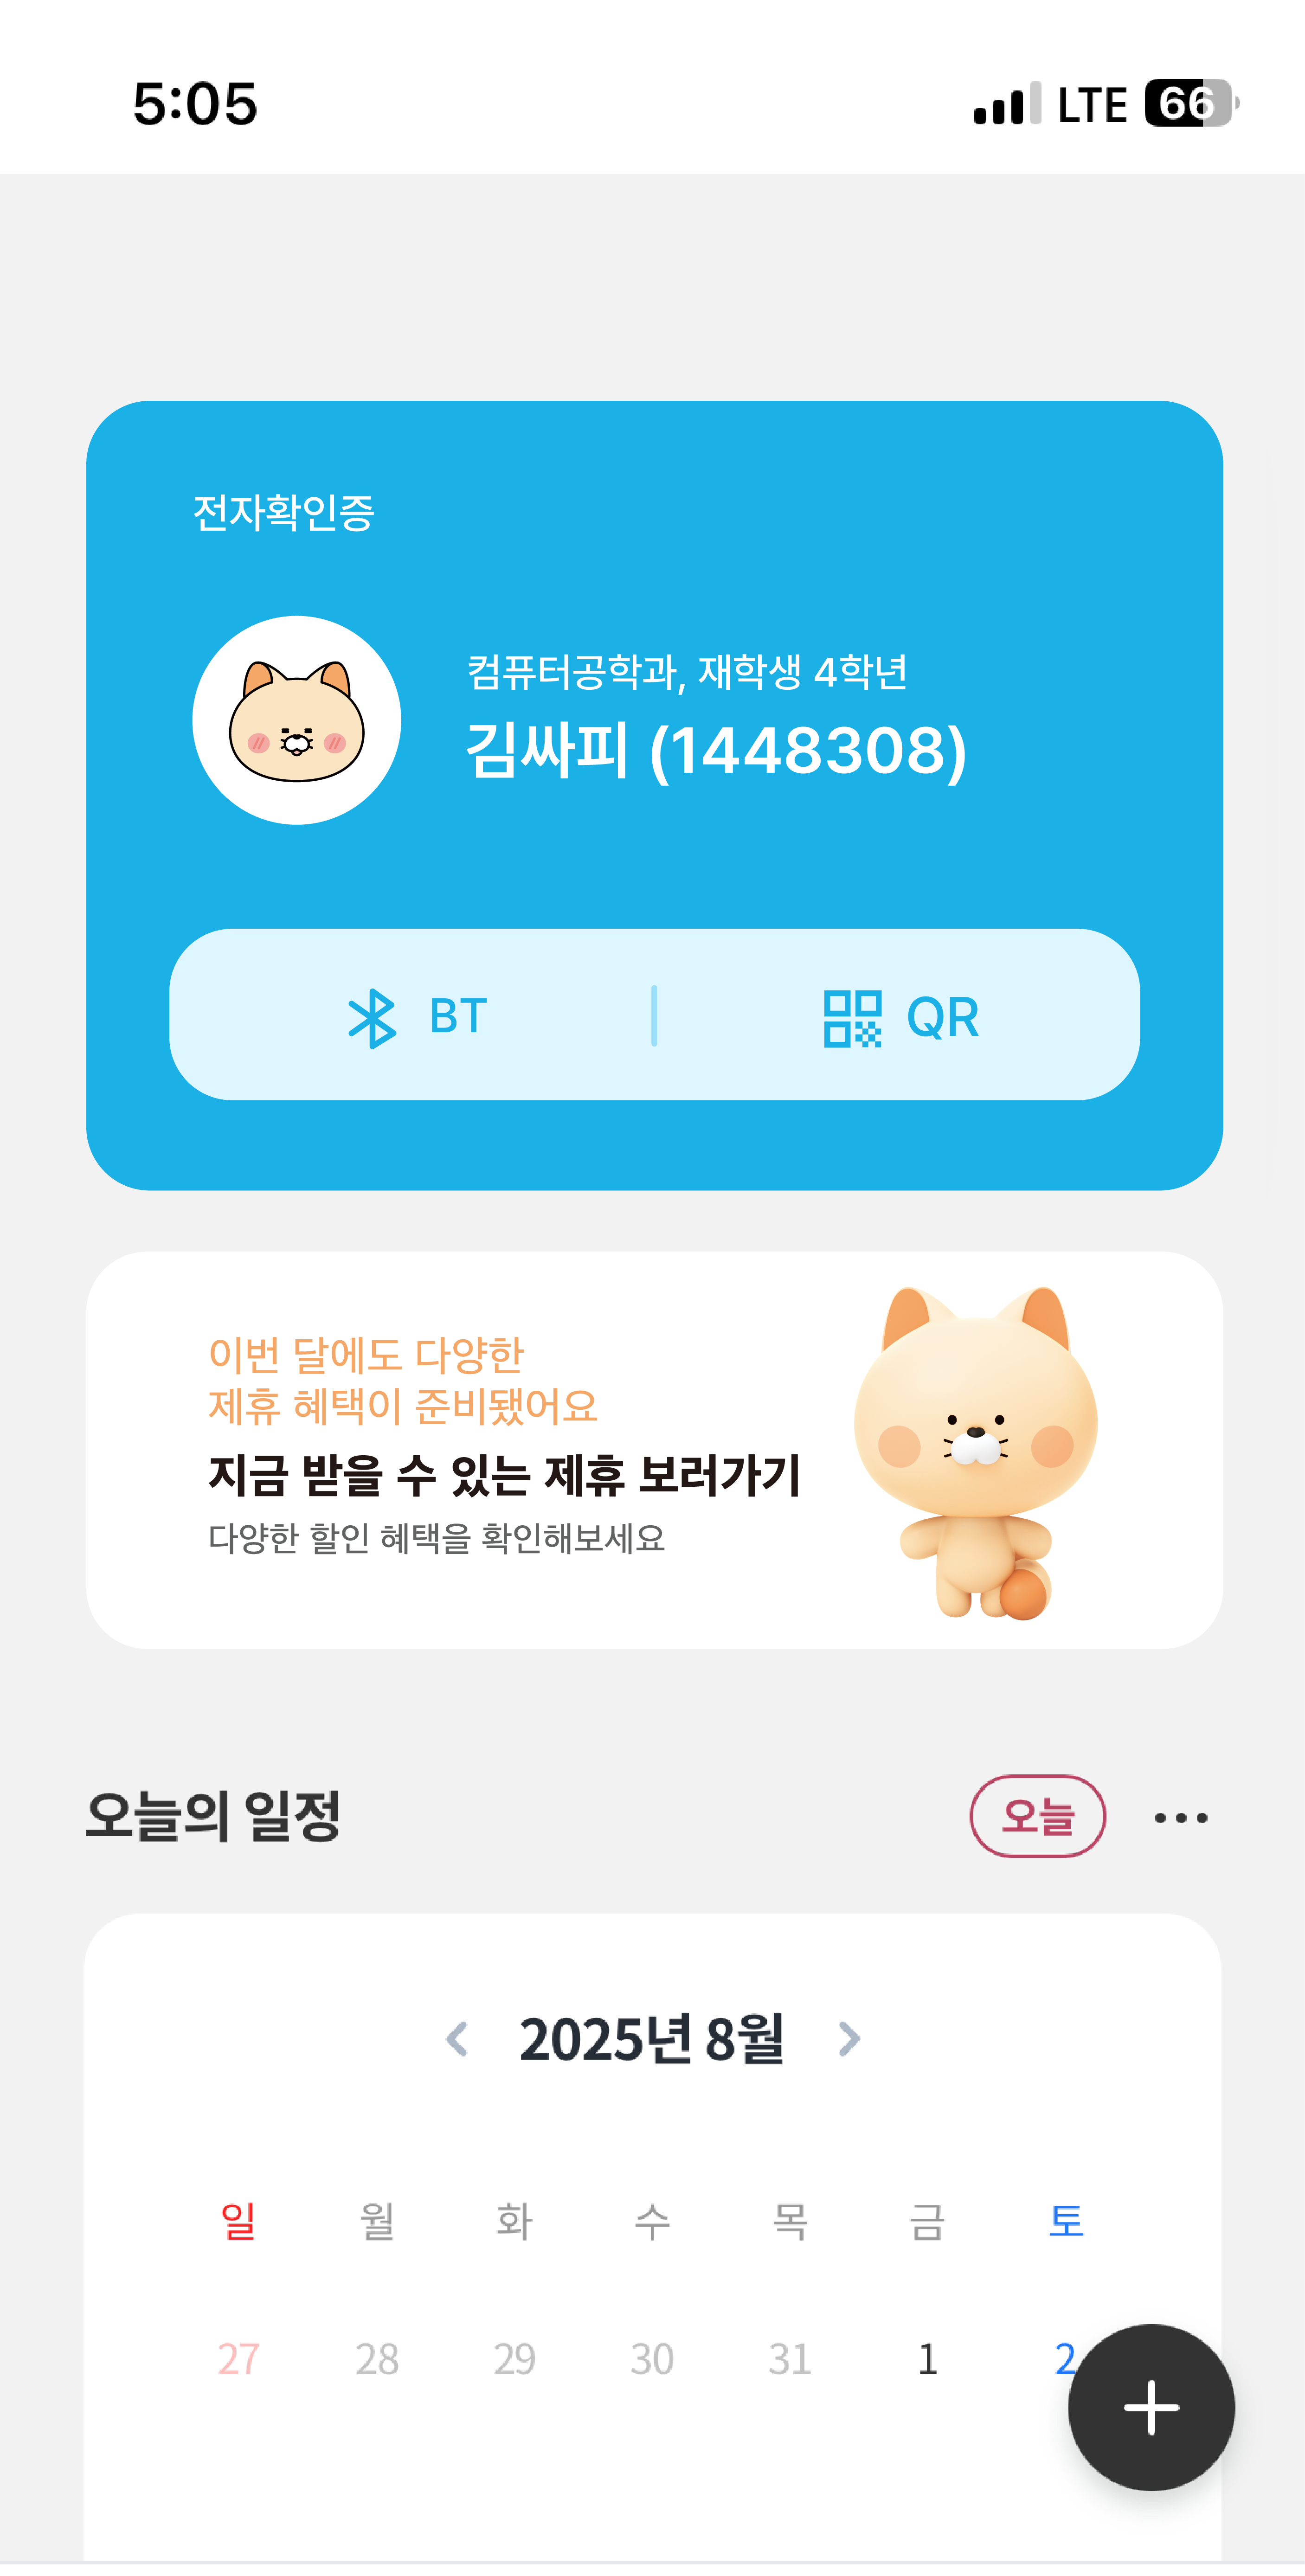 5:05
LTE 66
전자확인증
컴퓨터공학과, 재학생 4학년
김싸피 (1448308)
BT
QR
이번 달에도 다양한
제휴 혜택이 준비됐어요
지금 받을 수 있는 제휴 보러가기
다양한 할인 혜택을 확인해보세요
오늘의 일정
오늘
2025년 8월
일 월 화 수 목 금 토
27 28 29 30 31 1 2